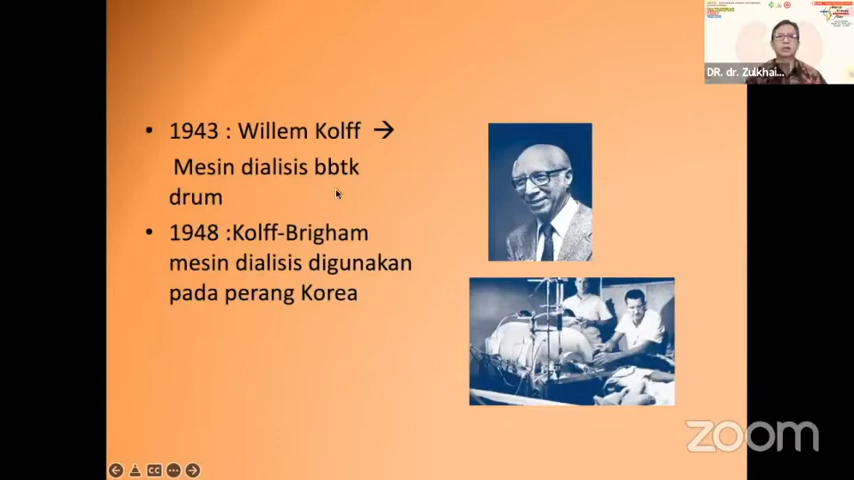 DR. dr. Zulkhai...
• 1943 : Willem Kolff →
Mesin dialisis bbtk
drum
• 1948 :Kolff-Brigham
mesin dialisis digunakan
pada perang Korea
zoom
CC